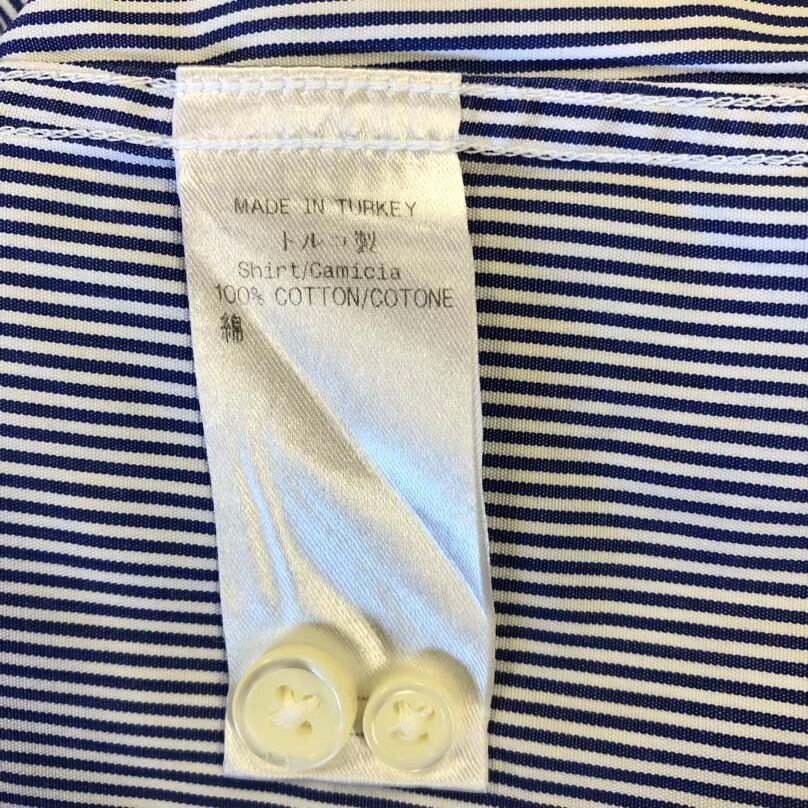 MADE IN TURKEY
トルコ製
Shirt/Camicia
100% COTTON/COTONE
綿